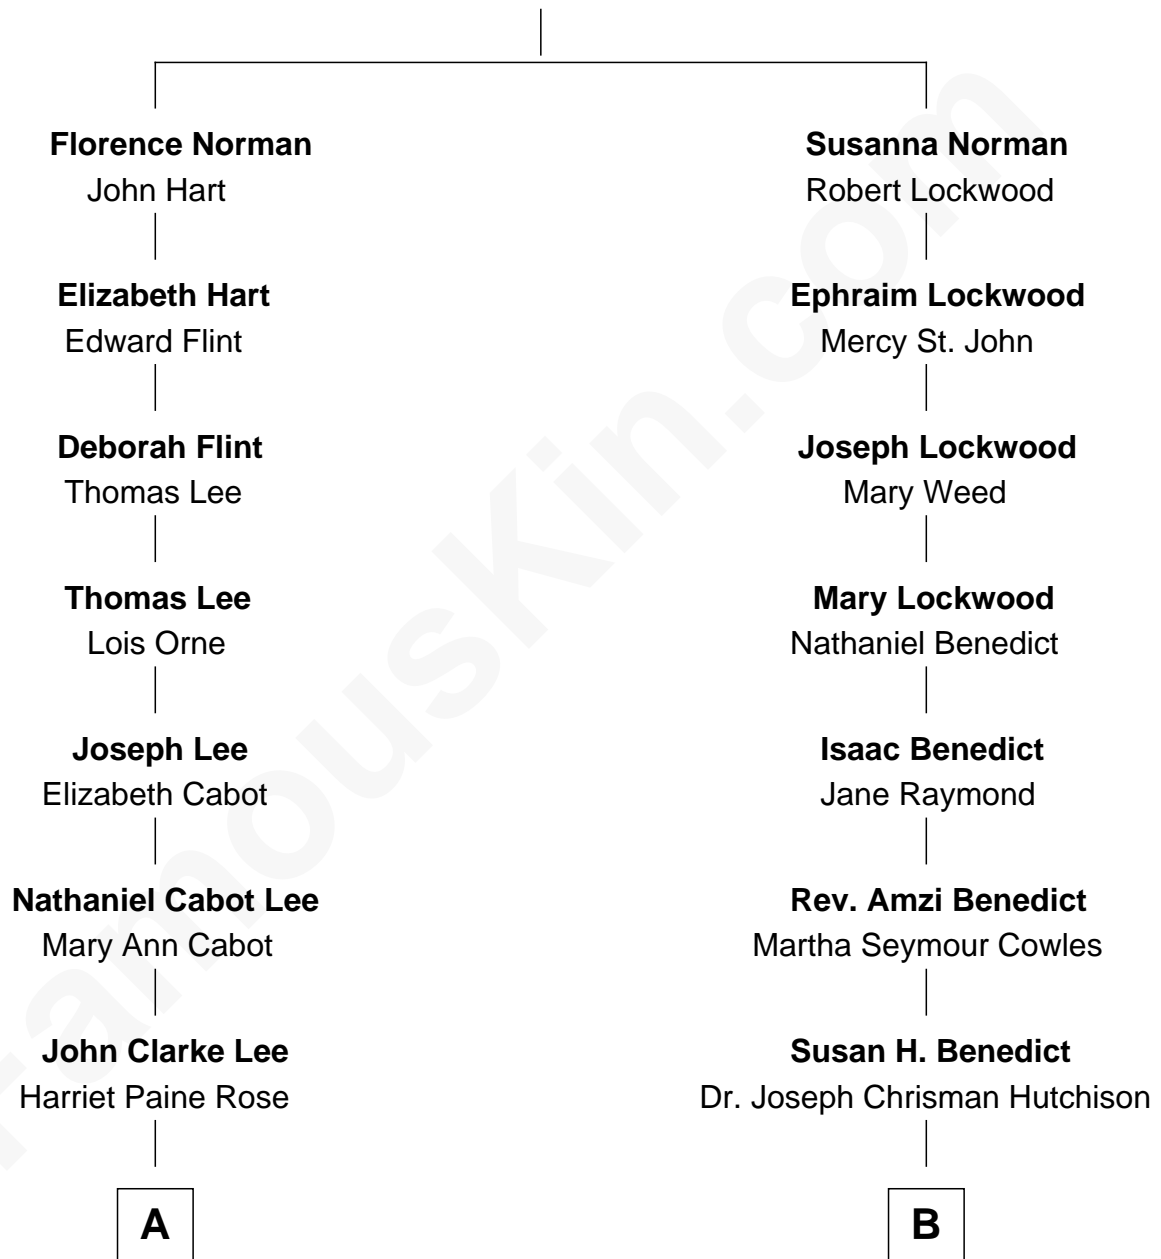 Florence Norman
John Hart
Elizabeth Hart
Edward Flint
Deborah Flint
Thomas Lee
Thomas Lee
Lois Orne
Joseph Lee
Elizabeth Cabot
Nathaniel Cabot Lee
Mary Ann Cabot
John Clarke Lee
Harriet Paine Rose
A
Susanna Norman
Robert Lockwood
Ephraim Lockwood
Mercy St. John
Joseph Lockwood
Mary Weed
Mary Lockwood
Nathaniel Benedict
Isaac Benedict
Jane Raymond
Rev. Amzi Benedict
Martha Seymour Cowles
Susan H. Benedict
Dr. Joseph Chrisman Hutchison
B
FamousKin.com